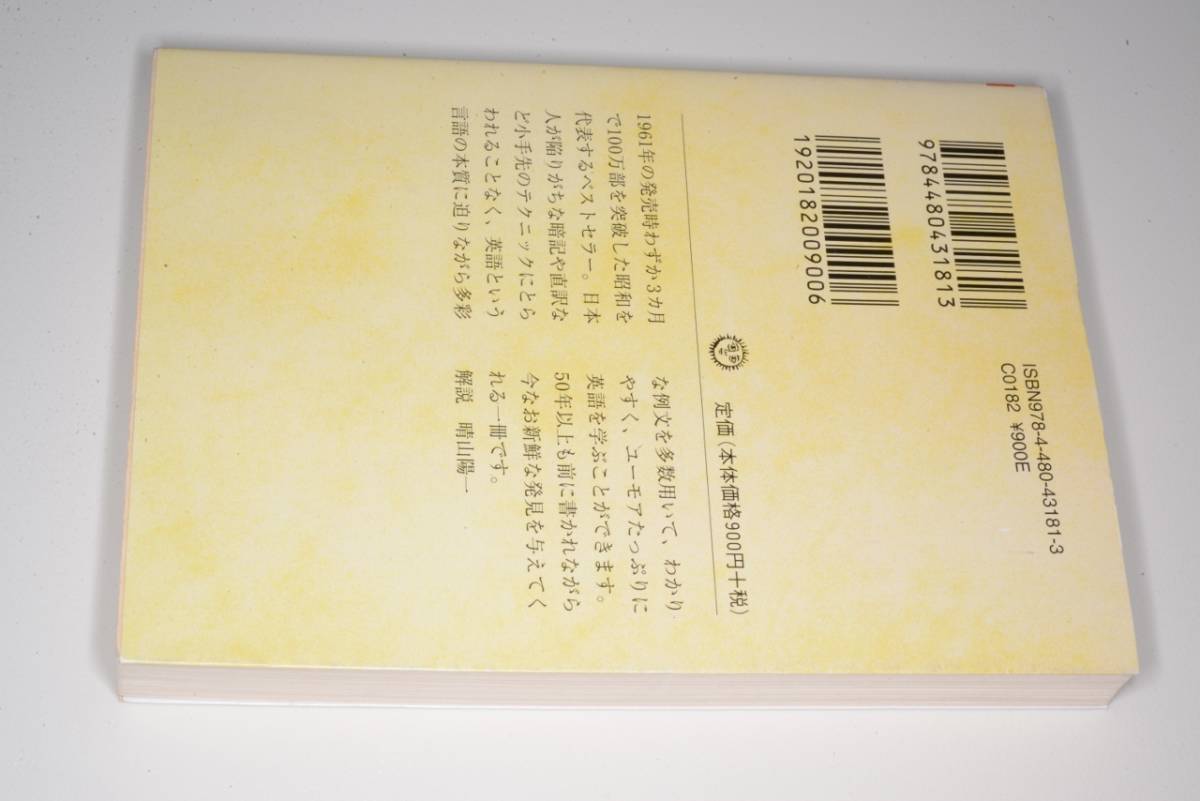 9784480431813
1920182009006
ISBN978-4-480-43181-3
C0182 ¥900E
定価(本体価格900円+税)
1961年の発売時わずか3カ月
で100万部を突破した昭和を
代表するベストセラー。日本
人が陥りがちな暗記や直訳な
ど小手先のテクニックにとら
われることなく、英語という
言語の本質に迫りながら多彩
な例文を多数用いて、わかり
やすく、ユーモアたっぷりに
英語を学ぶことができます。
50年以上も前に書かれながら
今なお新鮮な発見を与えてく
れる一冊です。
解説 晴山陽一